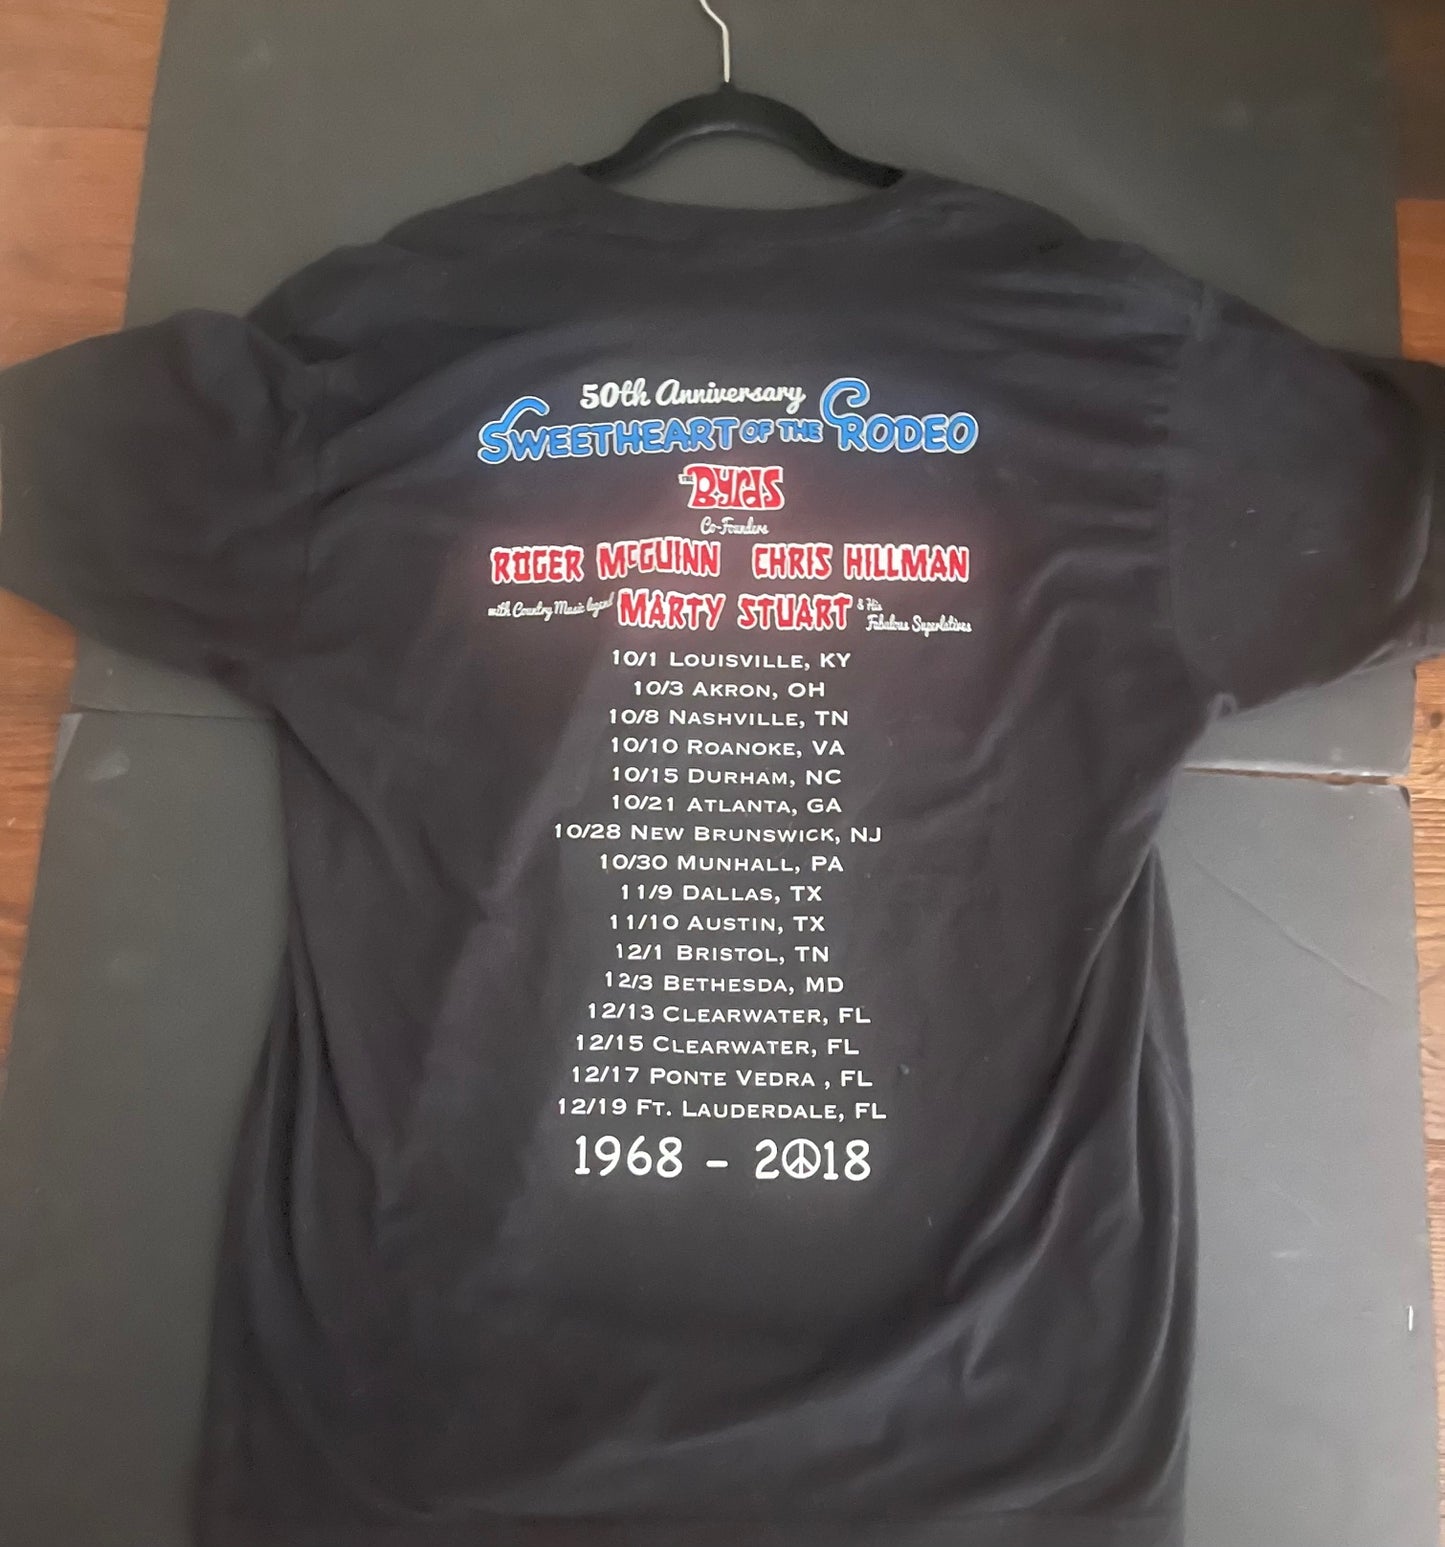 50th Anniversary
SWEETHEART OF THE RODEO
THE BYRDS
Co-Founders
ROGER McGUINN CHRIS HILLMAN
with Country Music legend MARTY STUART & His Fabulous Superlatives
10/1 LOUISVILLE, KY
10/3 AKRON, OH
10/8 NASHVILLE, TN
10/10 ROANOKE, VA
10/15 DURHAM, NC
10/21 ATLANTA, GA
10/28 NEW BRUNSWICK, NJ
10/30 MUNHALL, PA
11/9 DALLAS, TX
11/10 AUSTIN, TX
12/1 BRISTOL, TN
12/3 BETHESDA, MD
12/13 CLEARWATER, FL
12/15 CLEARWATER, FL
12/17 PONTE VEDRA , FL
12/19 FT. LAUDERDALE, FL
1968 - 2018